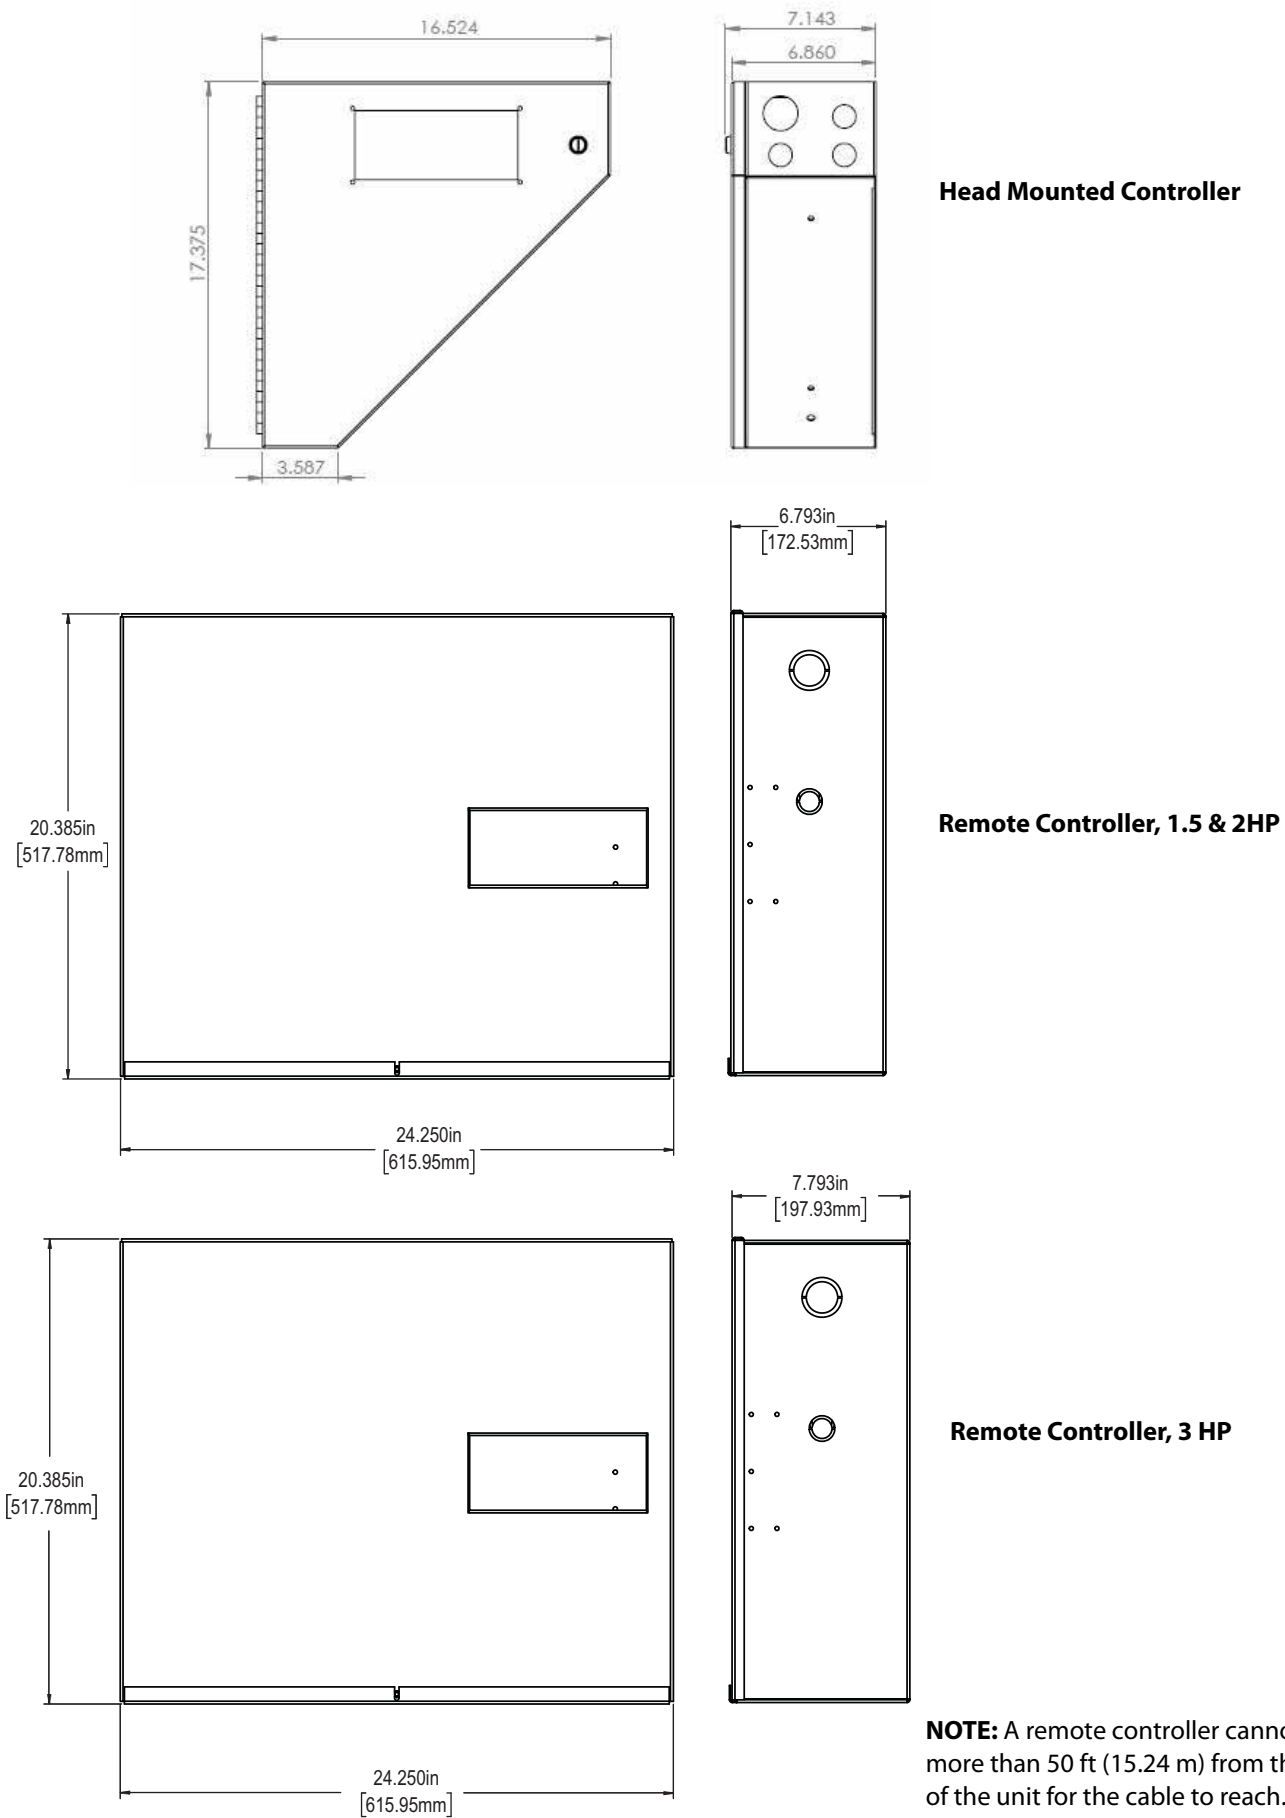 16.524
7.143
6.860
17.375
3.587
Head Mounted Controller
6.793in
[172.53mm]
20.385in
[517.78mm]
Remote Controller, 1.5 & 2HP
24.250in
[615.95mm]
7.793in
[197.93mm]
20.385in
[517.78mm]
Remote Controller, 3 HP
24.250in
[615.95mm]
NOTE: A remote controller
more than 50 ft (15.24 m) from
of the unit for the cable to reach.